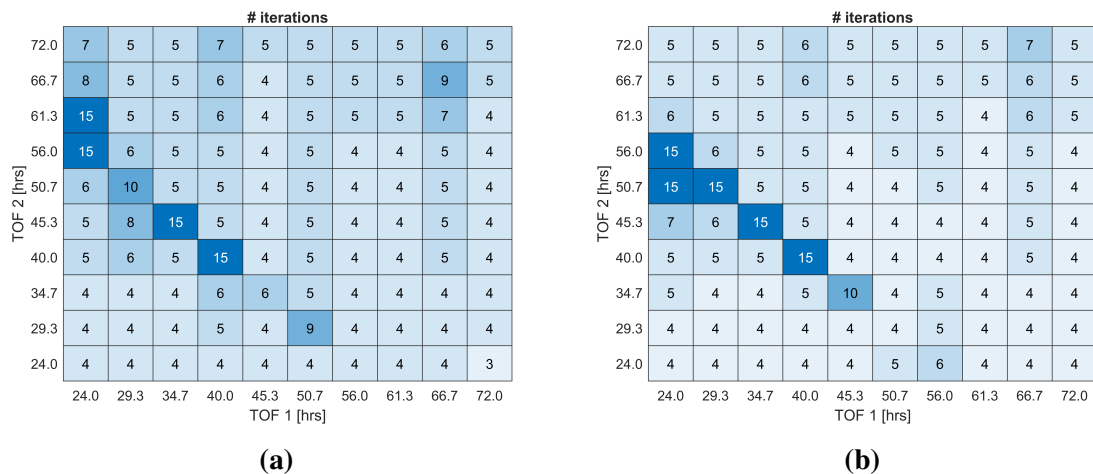 # iterations
72.0 7 5 5 7 5 5 5 5 6 5
66.7 8 5 5 6 4 5 5 5 9 5
61.3 15 5 5 6 4 5 5 5 7 4
56.0 15 6 5 5 4 5 4 4 5 4
50.7 6 10 5 5 4 5 4 4 5 4
45.3 5 8 15 5 4 5 4 4 5 4
40.0 5 6 5 15 4 5 4 4 5 4
34.7 4 4 4 6 6 5 4 4 4 4
29.3 4 4 4 5 4 9 4 4 4 4
24.0 4 4 4 4 4 4 4 4 4 3
24.0 29.3 34.7 40.0 45.3 50.7 56.0 61.3 66.7 72.0
TOF 1 [hrs]
TOF 2 [hrs]
(a)
# iterations
72.0 5 5 5 6 5 5 5 5 7 5
66.7 5 5 5 6 5 5 5 5 6 5
61.3 6 5 5 5 5 5 5 4 6 5
56.0 15 6 5 5 4 5 5 4 5 4
50.7 15 15 5 5 4 4 5 4 5 4
45.3 7 6 15 5 4 4 4 4 5 4
40.0 5 5 5 15 4 4 4 4 5 4
34.7 5 4 4 5 10 4 5 4 4 4
29.3 4 4 4 4 4 4 5 4 4 4
24.0 4 4 4 4 4 5 6 4 4 4
24.0 29.3 34.7 40.0 45.3 50.7 56.0 61.3 66.7 72.0
TOF 1 [hrs]
TOF 2 [hrs]
(b)